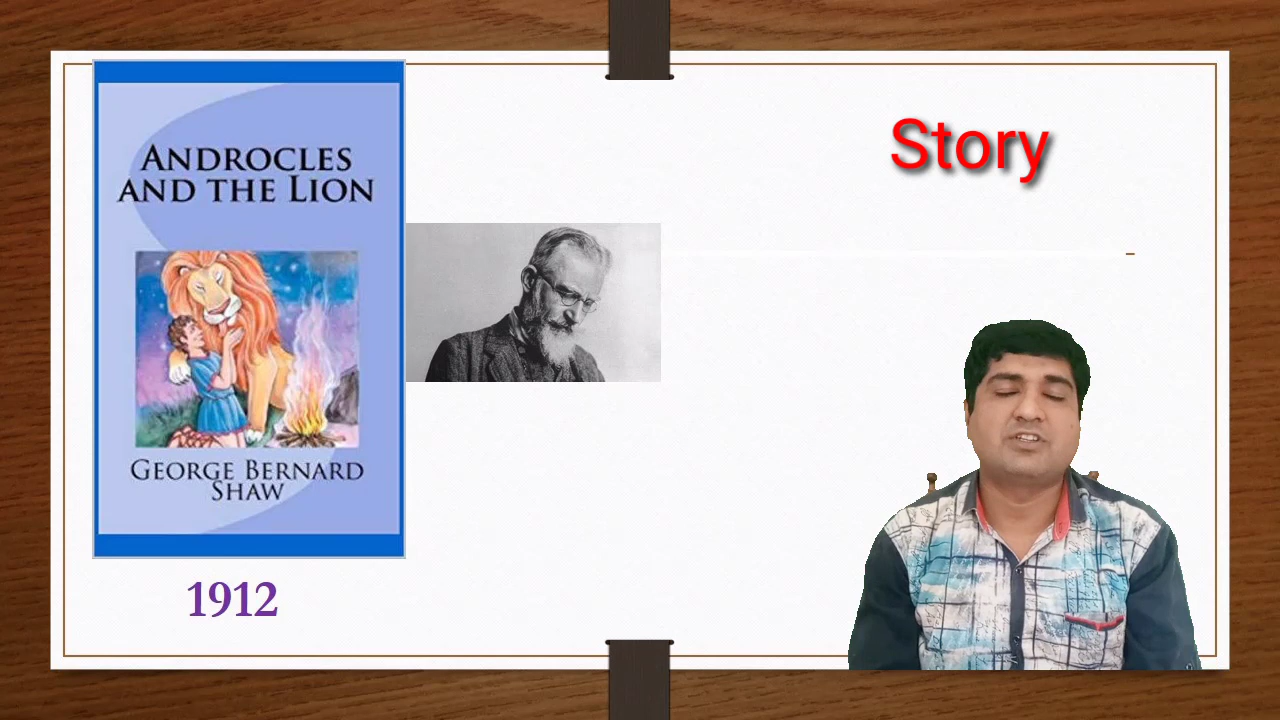 ANDROCLES
AND THE LION
GEORGE BERNARD
SHAW
1912
Story